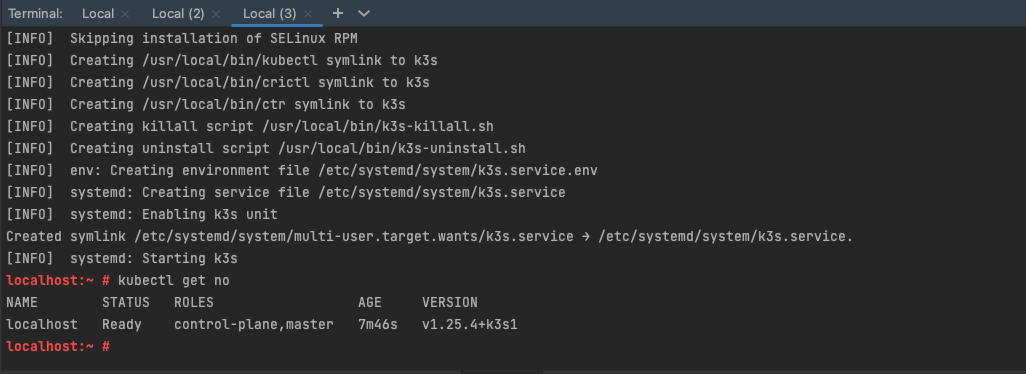 Terminal: Local × Local (2) × Local (3) × +
[INFO]  Skipping installation of SELinux RPM
[INFO]  Creating /usr/local/bin/kubectl symlink to k3s
[INFO]  Creating /usr/local/bin/crictl symlink to k3s
[INFO]  Creating /usr/local/bin/ctr symlink to k3s
[INFO]  Creating killall script /usr/local/bin/k3s-killall.sh
[INFO]  Creating uninstall script /usr/local/bin/k3s-uninstall.sh
[INFO]  env: Creating environment file /etc/systemd/system/k3s.service.env
[INFO]  systemd: Creating service file /etc/systemd/system/k3s.service
[INFO]  systemd: Enabling k3s unit
Created symlink /etc/systemd/system/multi-user.target.wants/k3s.service → /etc/systemd/system/k3s.service.
[INFO]  systemd: Starting k3s
localhost:~ # kubectl get no
NAME        STATUS   ROLES                  AGE     VERSION
localhost   Ready    control-plane,master   7m46s   v1.25.4+k3s1
localhost:~ #